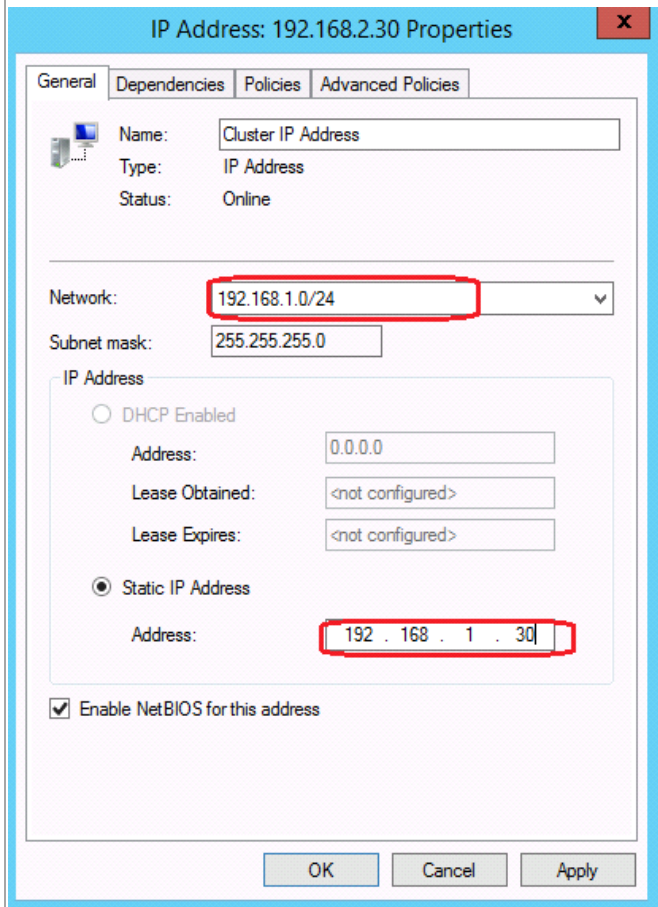 IP Address: 192.168.2.30 Properties
x
General Dependencies Policies Advanced Policies
Name: Cluster IP Address
Type: IP Address
Status: Online
Network: 192.168.1.0/24
Subnet mask: 255.255.255.0
IP Address
DHCP Enabled
Address: 0.0.0.0
Lease Obtained: <not configured>
Lease Expires: <not configured>
Static IP Address
Address: 192 . 168 . 1 . 30
Enable NetBIOS for this address
OK Cancel Apply